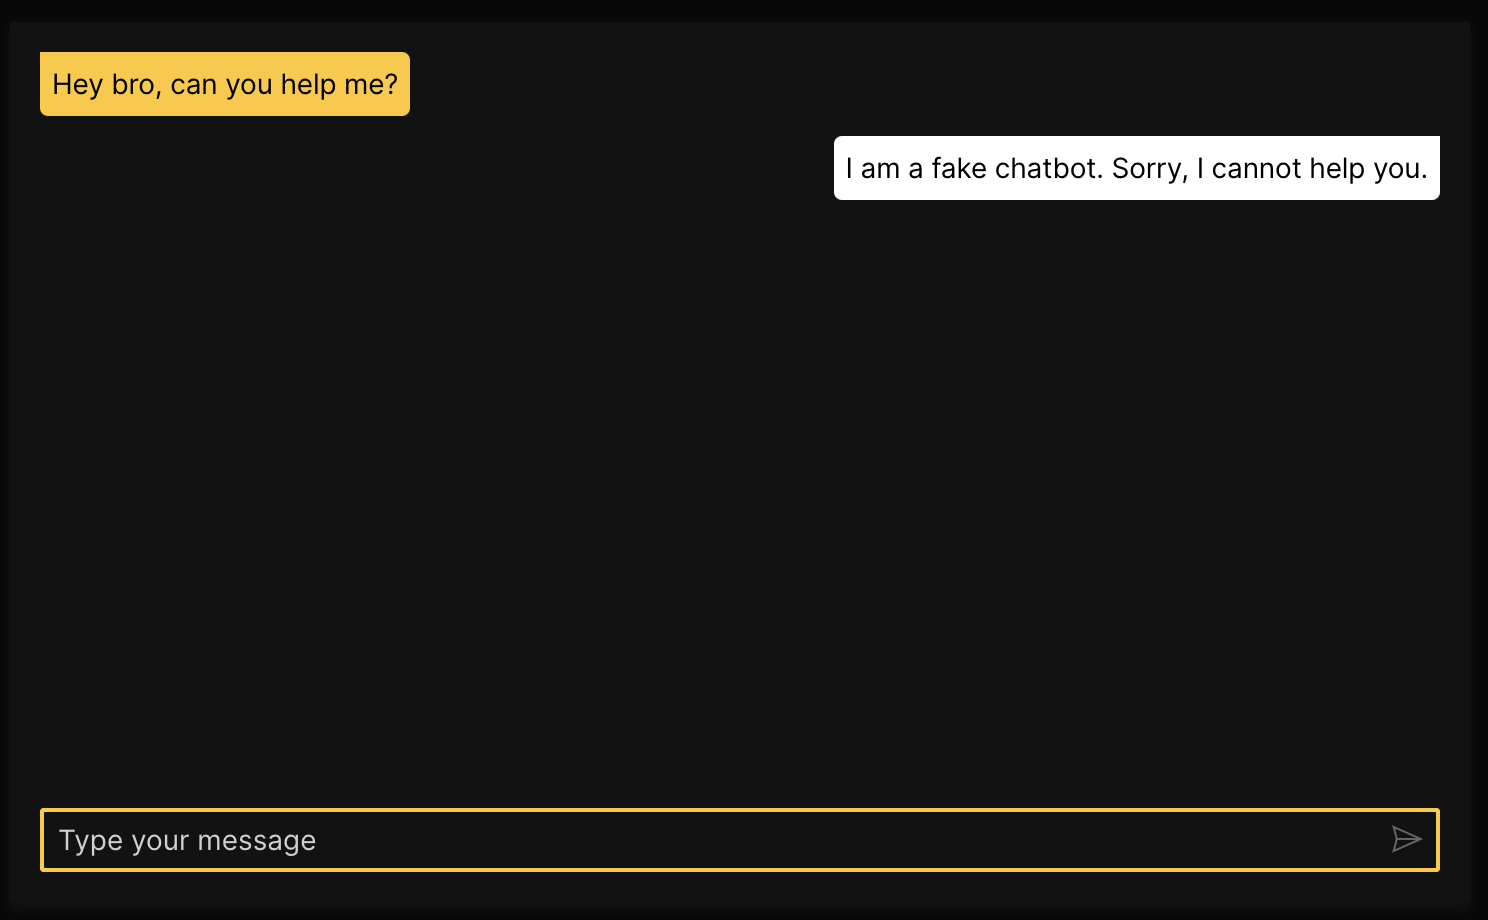 Hey bro, can you help me?
I am a fake chatbot. Sorry, I cannot help you.
Type your message